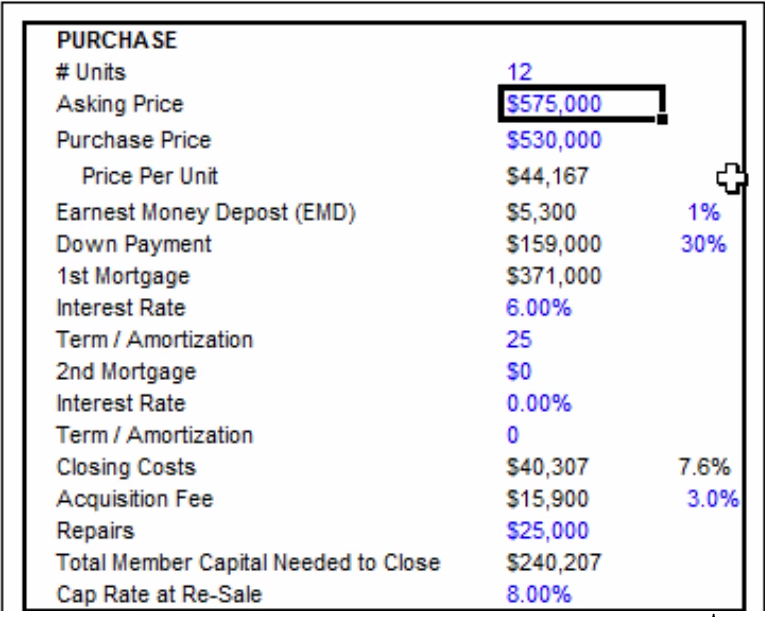 PURCHASE
# Units 12
Asking Price $575,000
Purchase Price $530,000
Price Per Unit $44,167
Earnest Money Depost (EMD) $5,300 1%
Down Payment $159,000 30%
1st Mortgage $371,000
Interest Rate 6.00%
Term / Amortization 25
2nd Mortgage $0
Interest Rate 0.00%
Term / Amortization 0
Closing Costs $40,307 7.6%
Acquisition Fee $15,900 3.0%
Repairs $25,000
Total Member Capital Needed to Close $240,207
Cap Rate at Re-Sale 8.00%